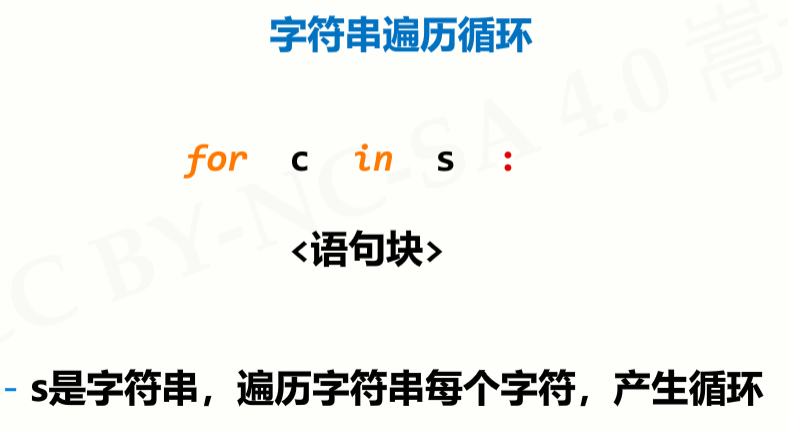 字符串遍历循环
for c in s :
<语句块>
- s是字符串，遍历字符串每个字符，产生循环
CC BY-NC-SA 4.0 嵩